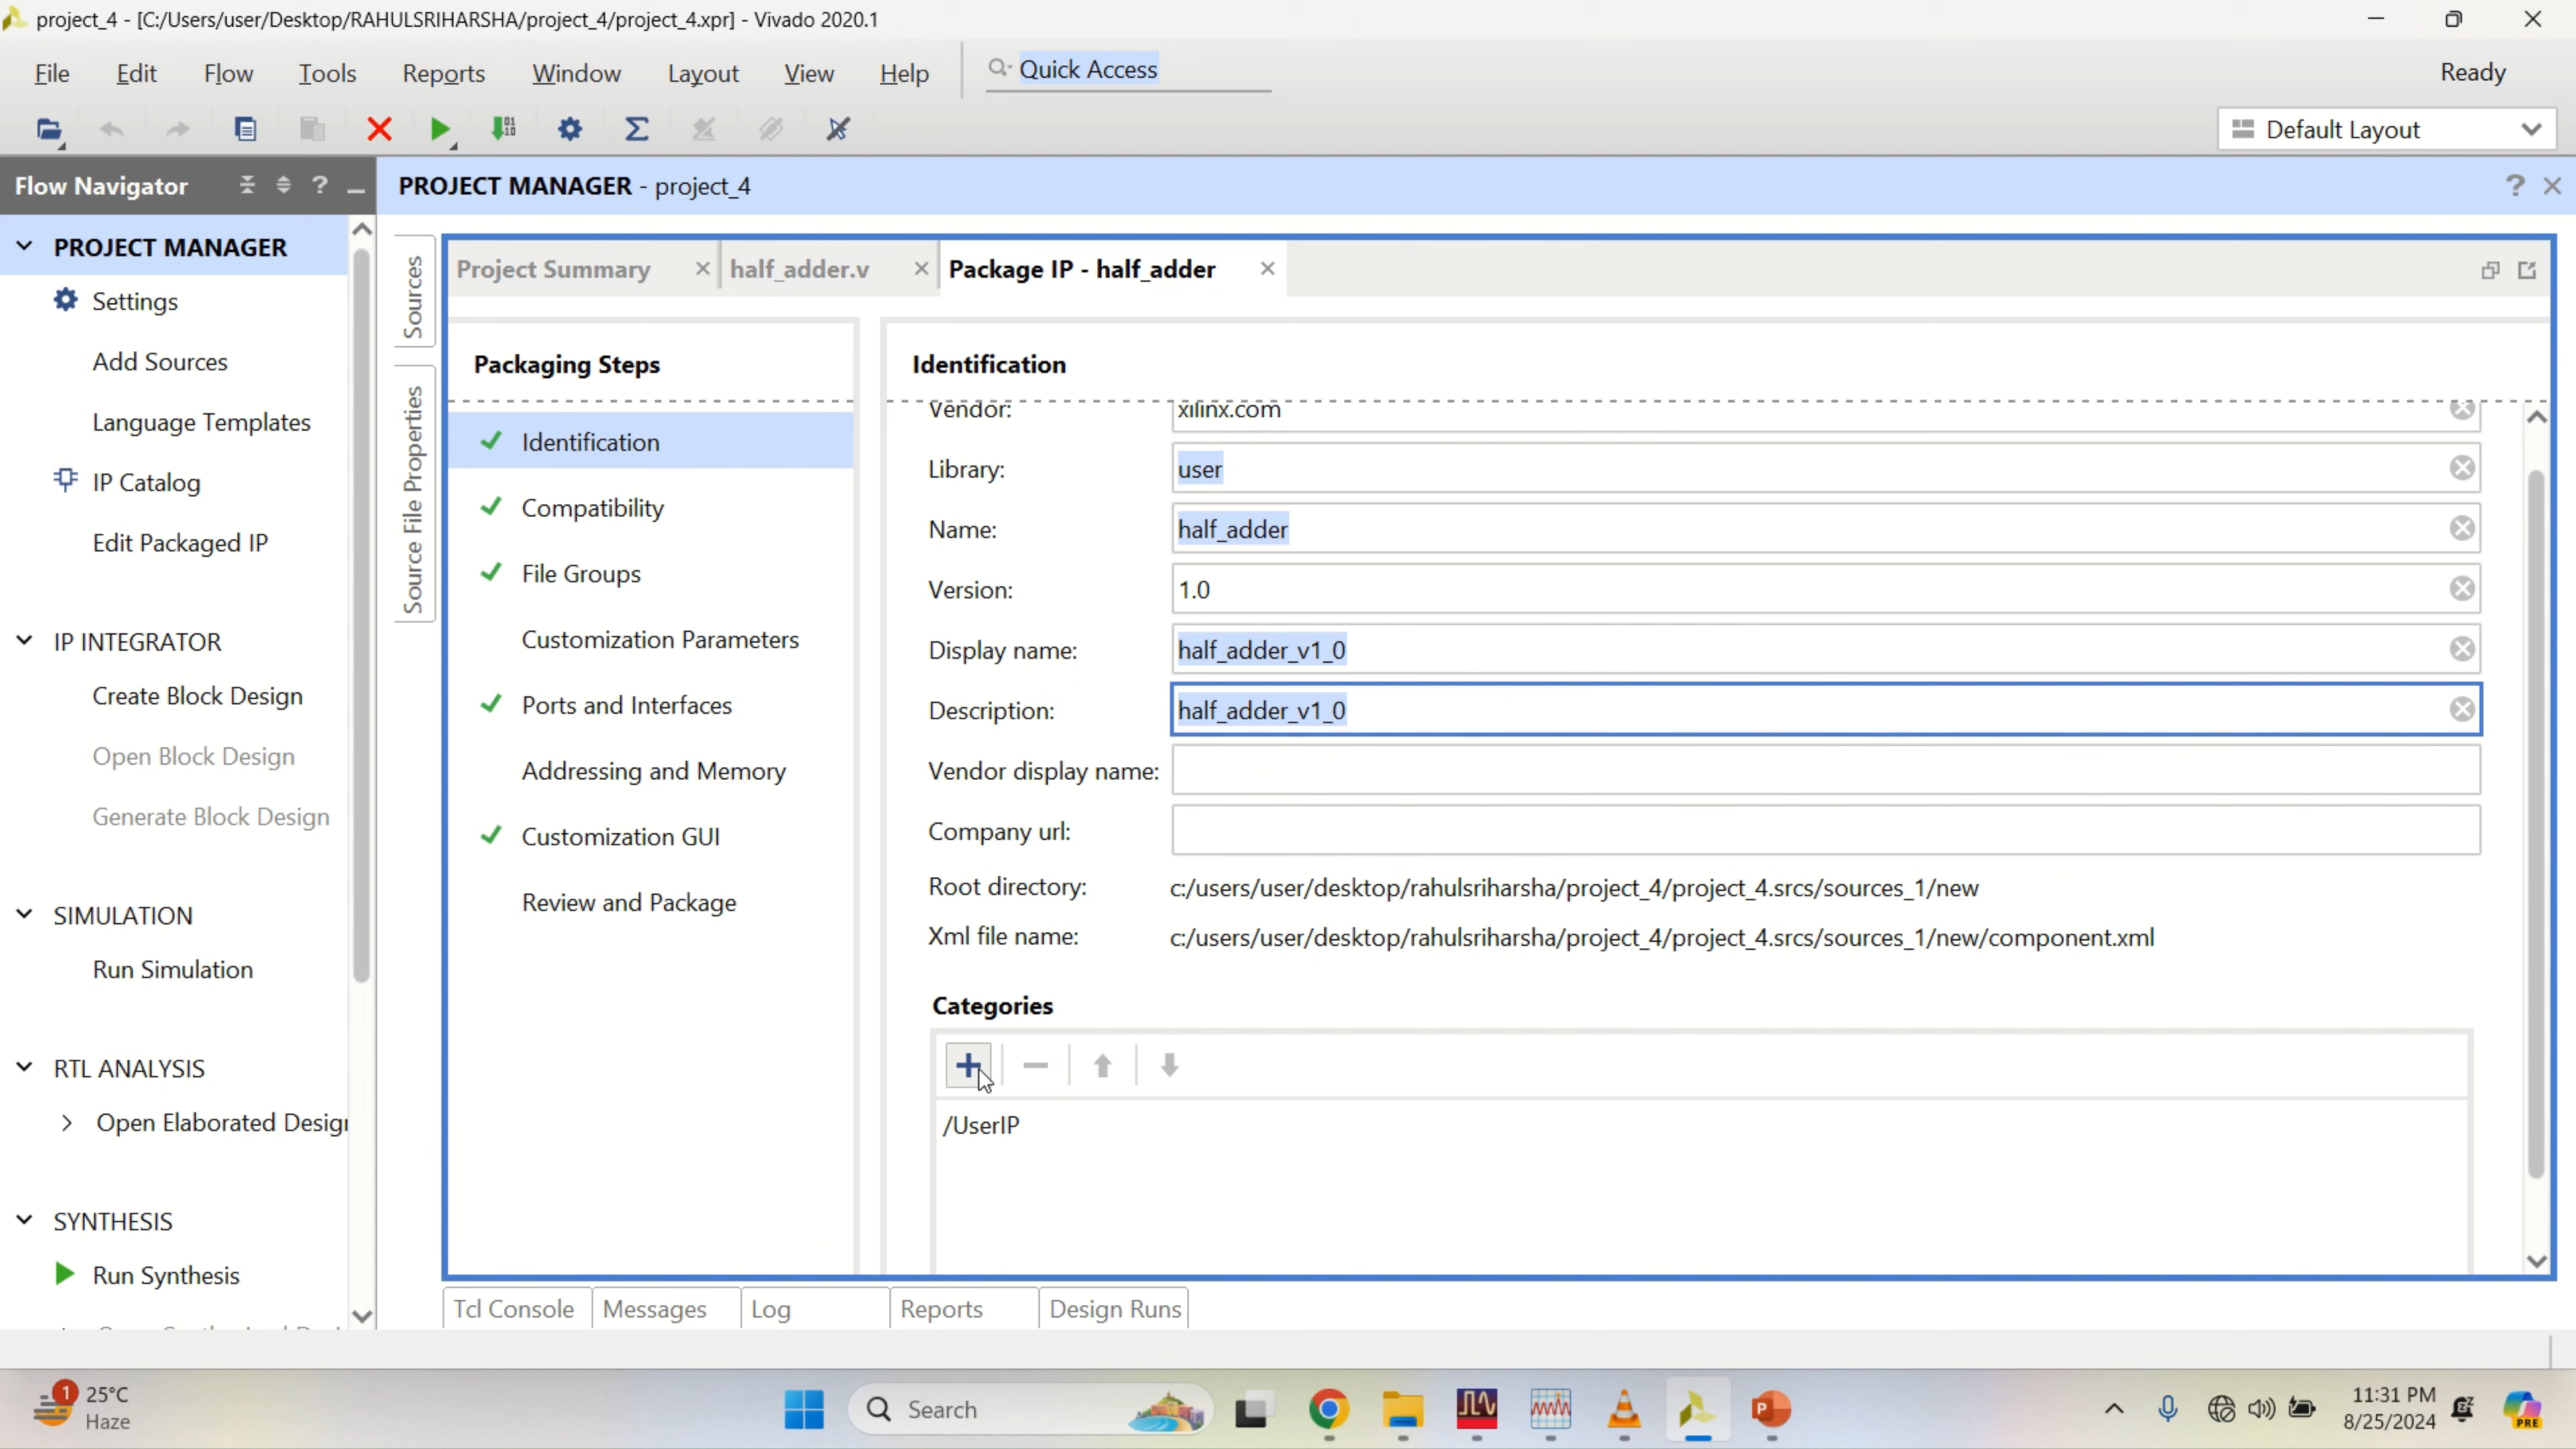 project_4 - [C:/Users/user/Desktop/RAHULSRIHARSHA/project_4/project_4.xpr] - Vivado 2020.1
File Edit Flow Tools Reports Window Layout View Help Quick Access Ready
Default Layout
Flow Navigator ? PROJECT MANAGER - project_4 ?
PROJECT MANAGER
Settings
Add Sources
Language Templates
IP Catalog
Edit Packaged IP
IP INTEGRATOR
Create Block Design
Open Block Design
Generate Block Design
SIMULATION
Run Simulation
RTL ANALYSIS
Open Elaborated Design
SYNTHESIS
Run Synthesis
Sources
Source File Properties
Project Summary half_adder.v Package IP - half_adder
Packaging Steps
Identification
Compatibility
File Groups
Customization Parameters
Ports and Interfaces
Addressing and Memory
Customization GUI
Review and Package
Identification
Vendor: xilinx.com
Library: user
Name: half_adder
Version: 1.0
Display name: half_adder_v1_0
Description: half_adder_v1_0
Vendor display name:
Company url:
Root directory: c:/users/user/desktop/rahulsriharsha/project_4/project_4.srcs/sources_1/new
Xml file name: c:/users/user/desktop/rahulsriharsha/project_4/project_4.srcs/sources_1/new/component.xml
Categories
/UserIP
Tcl Console Messages Log Reports Design Runs
1
25°C
Haze
Search
11:31 PM
8/25/2024
PRE